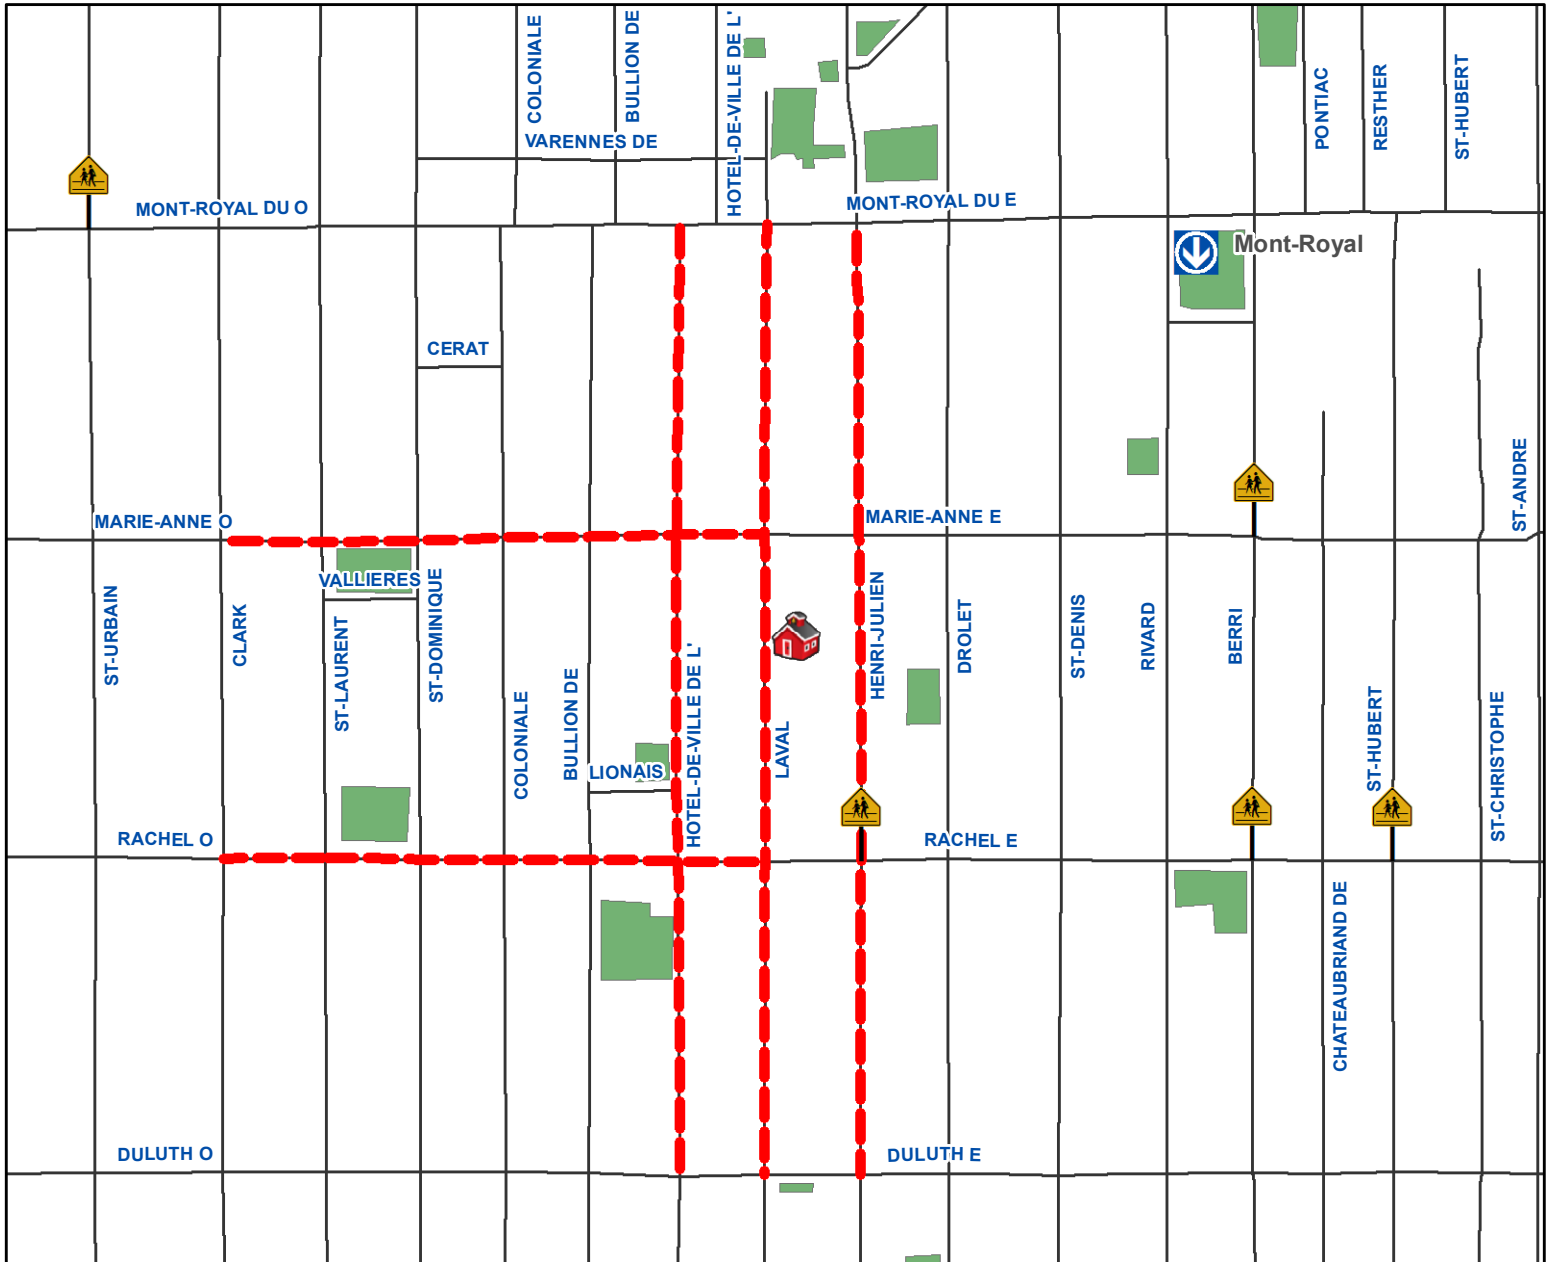 COLONIALE
BULLION DE
HOTEL-DE-VILLE DE L'
PONTIAC
RESTHER
ST-HUBERT
VARENNES DE
MONT-ROYAL DU O
MONT-ROYAL DU E
Mont-Royal
CERAT
MARIE-ANNE O
MARIE-ANNE E
ST-ANDRE
VALLIERES
ST-URBAIN
CLARK
ST-LAURENT
ST-DOMINIQUE
COLONIALE
BULLION DE
LIONAIS
HOTEL-DE-VILLE DE L'
LAVAL
HENRI-JULIEN
DROLET
ST-DENIS
RIVARD
BERRI
ST-HUBERT
ST-CHRISTOPHE
RACHEL O
RACHEL E
CHATEAUBRIAND DE
DULUTH O
DULUTH E